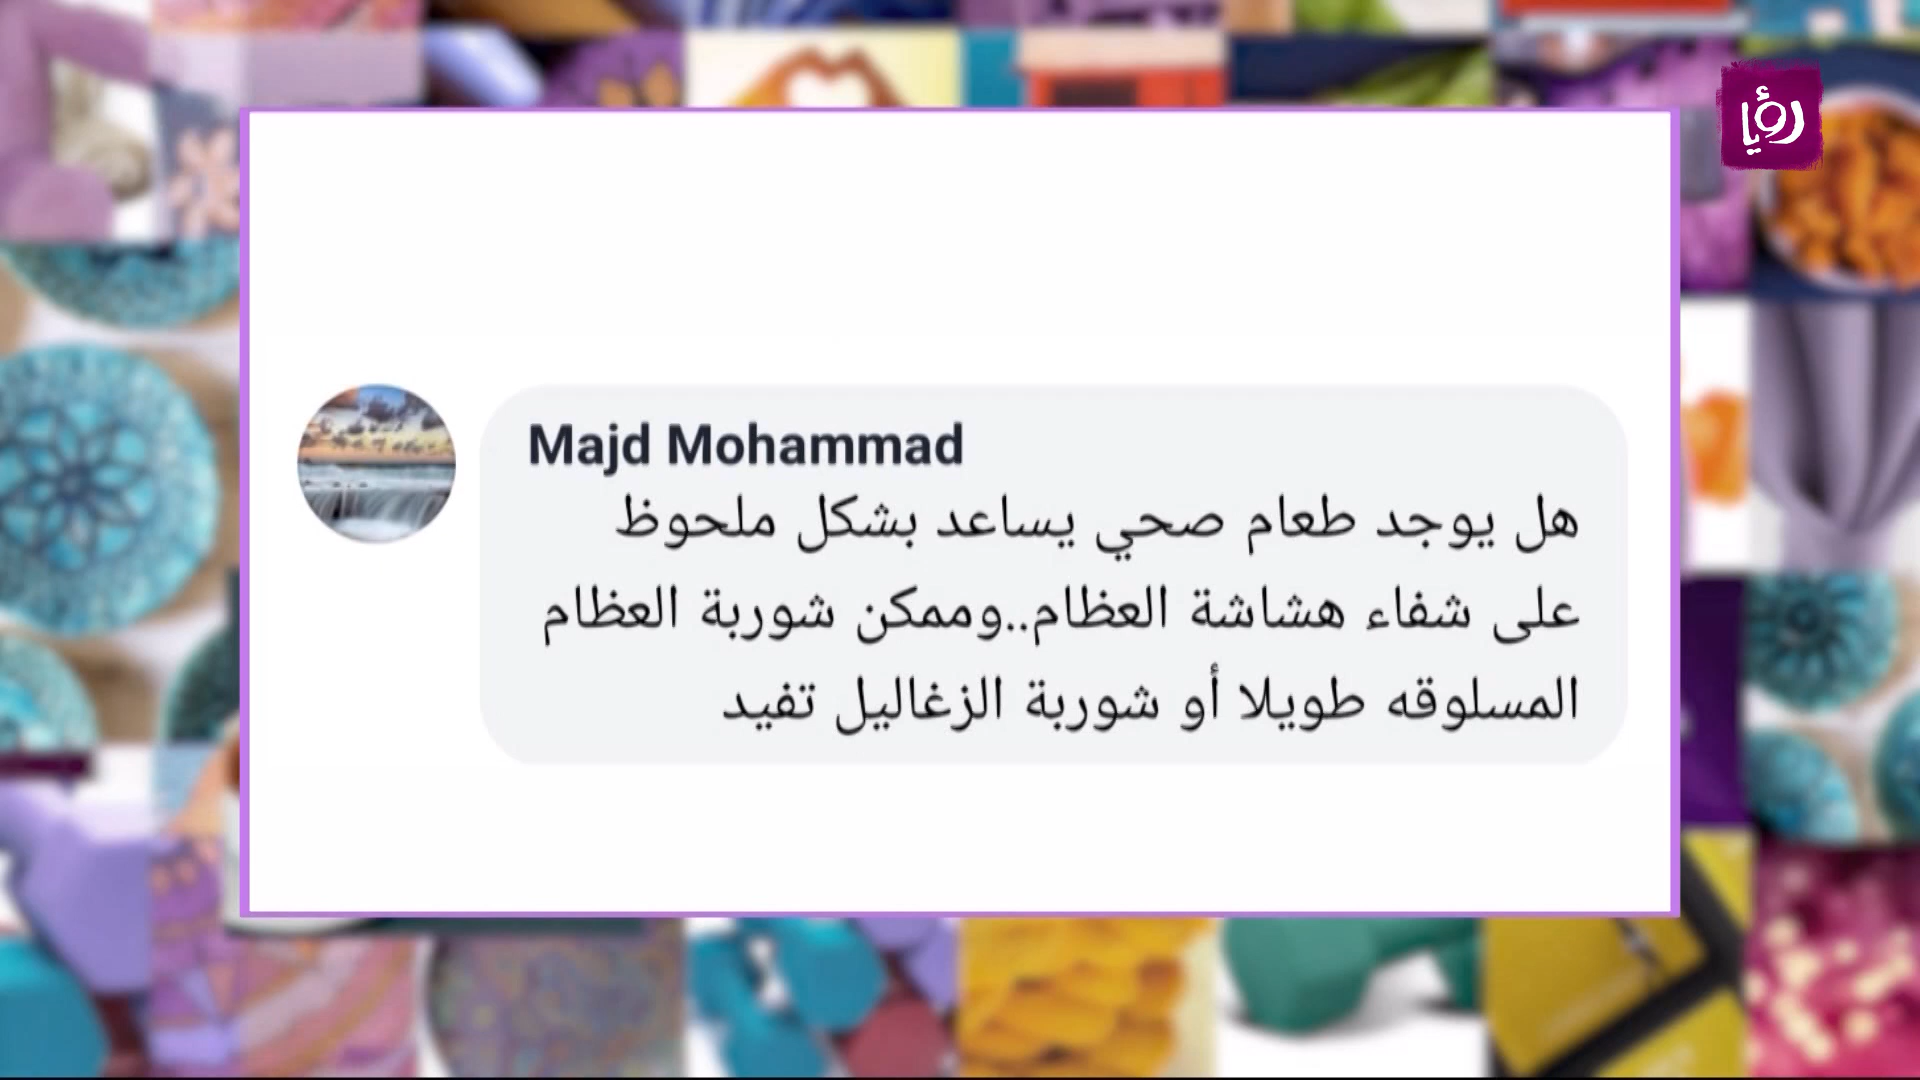 رؤيا
Majd Mohammad
هل يوجد طعام صحي يساعد بشكل ملحوظ
على شفاء هشاشة العظام..وممكن شوربة العظام
المسلوقه طويلا أو شوربة الزغاليل تفيد